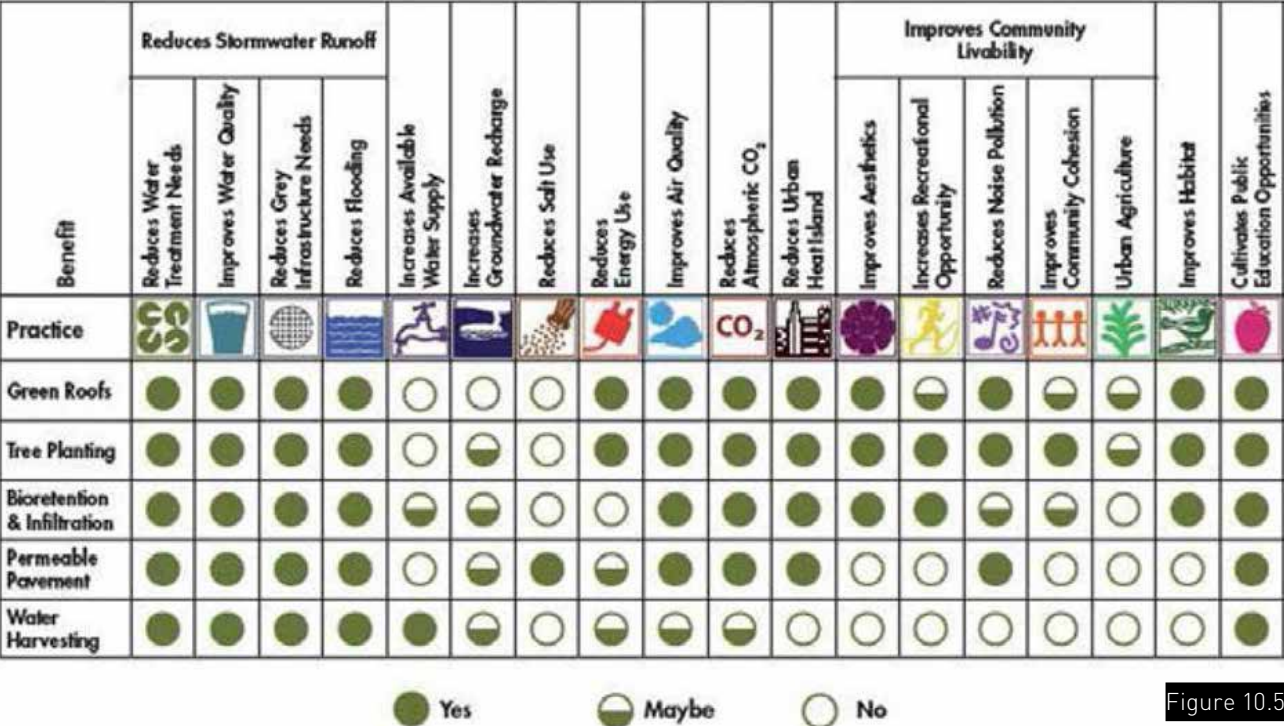 Reduces Stormwater Runoff
Improves Community
Livability
Benefit
Reduces Water
Treatment Needs
Improves Water Quality
Reduces Grey
Infrastructure Needs
Reduces Flooding
Increases Available
Water Supply
Increases
Groundwater Recharge
Reduces Salt Use
Reduces
Energy Use
Improves Air Quality
Reduces
Atmospheric CO₂
Reduces Urban
Heat Island
Improves Aesthetics
Increases Recreational
Opportunity
Reduces Noise Pollution
Improves
Community Cohesion
Urban Agriculture
Improves Habitat
Cultivates Public
Education Opportunities
Practice
CO₂
Green Roofs
Tree Planting
Bioretention
& Infiltration
Permeable
Pavement
Water
Harvesting
Yes
Maybe
No
Figure 10.5